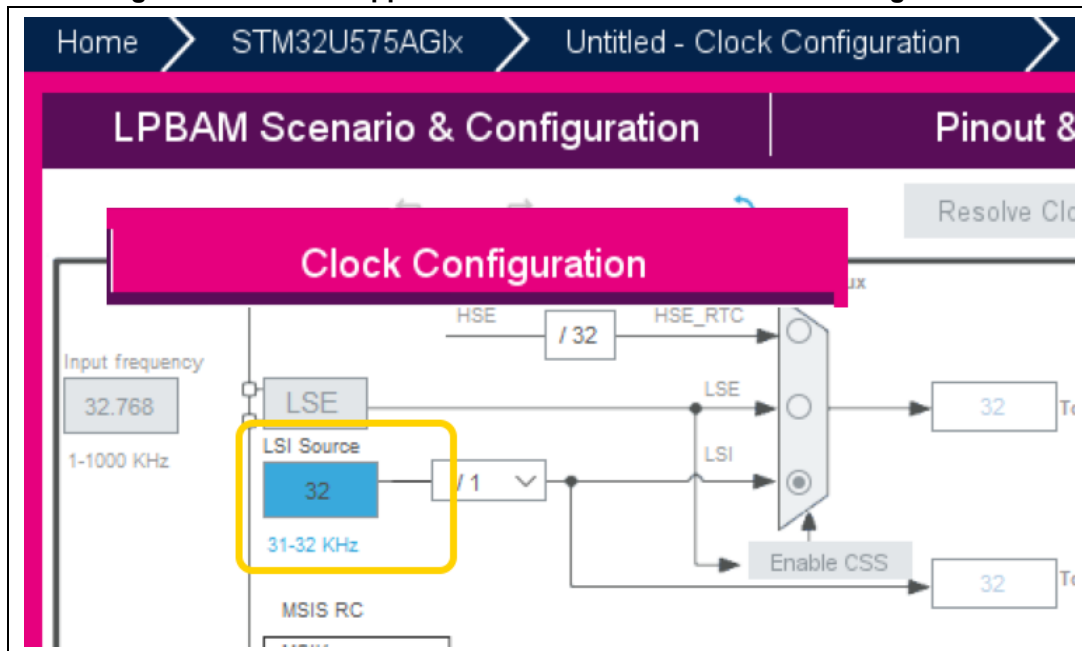 Home STM32U575AGIx Untitled - Clock Configuration
LPBAM Scenario & Configuration Pinout &
Resolve
Clock Configuration
HSE / 32 HSE_RTC
Input frequency
32.768
1-1000 KHz
LSE
LSE
32
LSI Source
32
31-32 KHz
/ 1
LSI
Enable CSS
32
MSIS RC